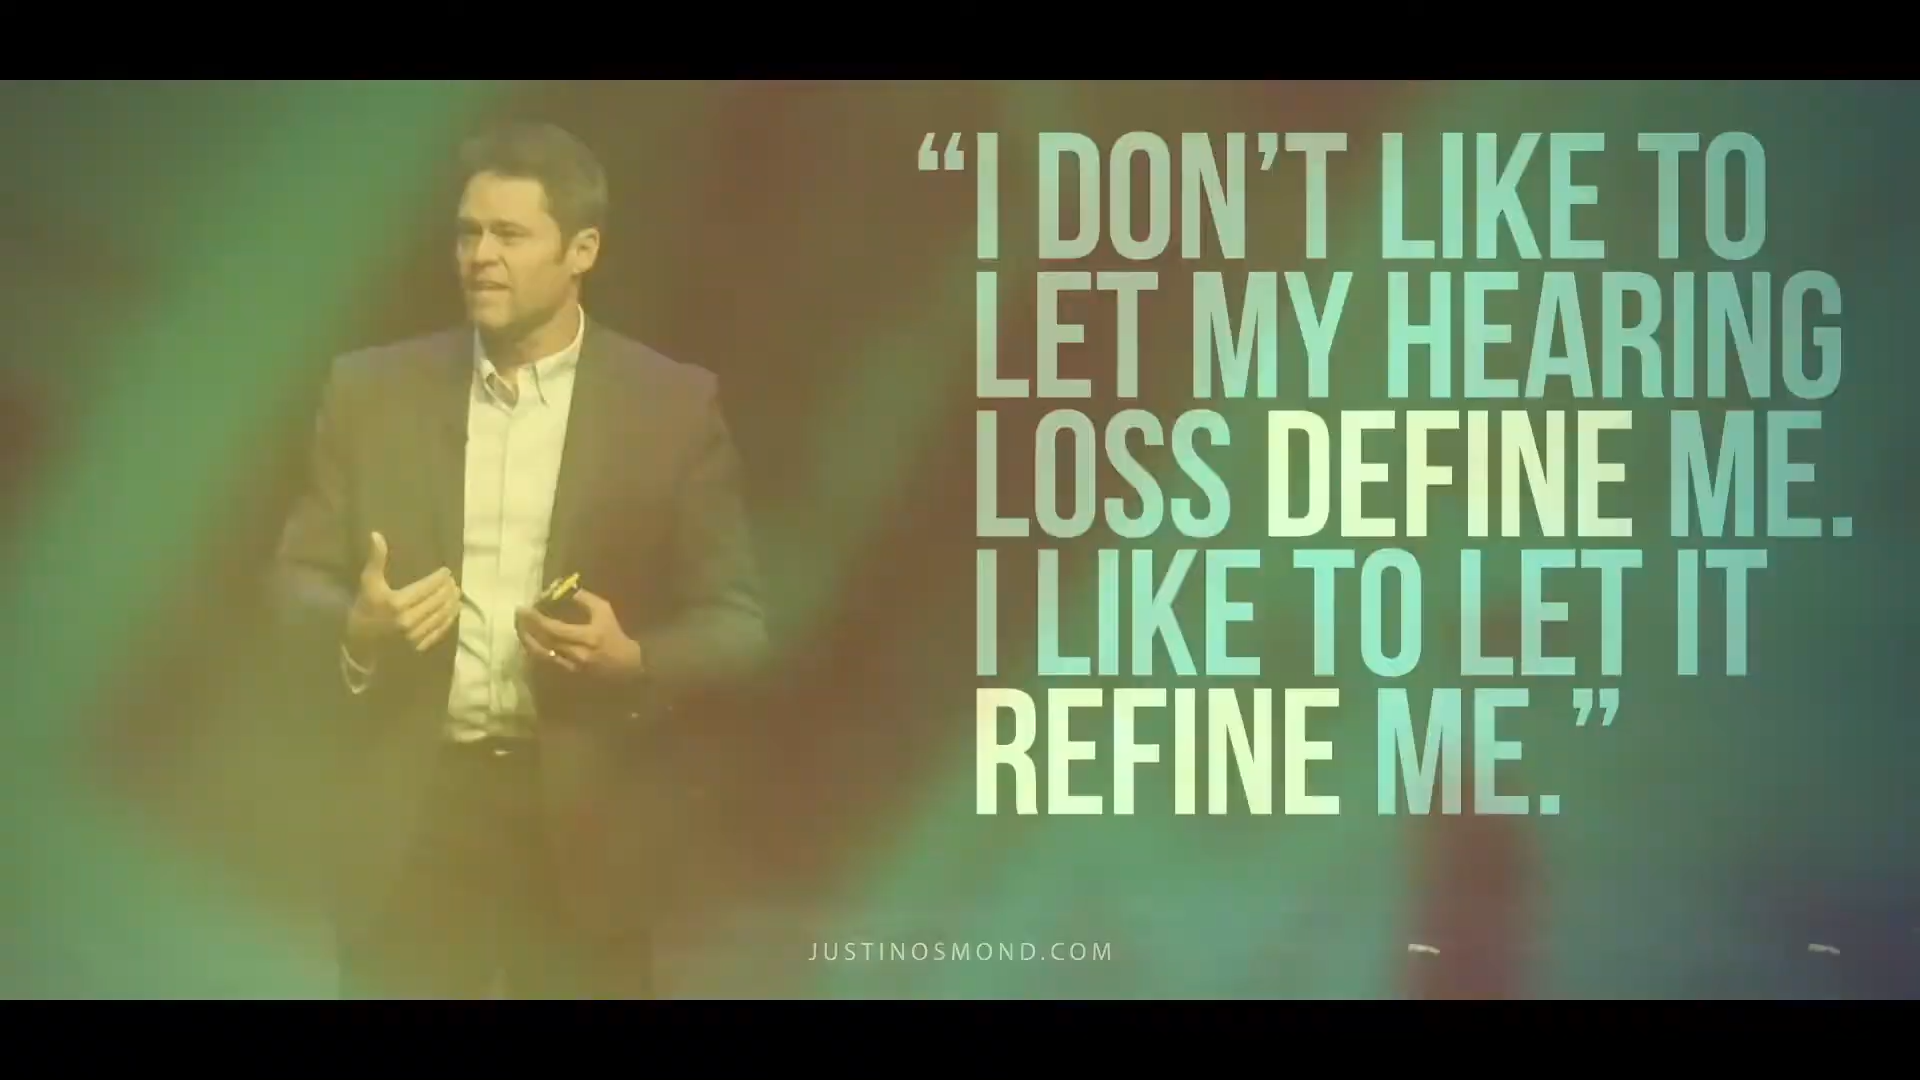 “I DON’T LIKE TO
LET MY HEARING
LOSS DEFINE ME.
I LIKE TO LET IT
REFINE ME.”
JUSTINOSMOND.COM